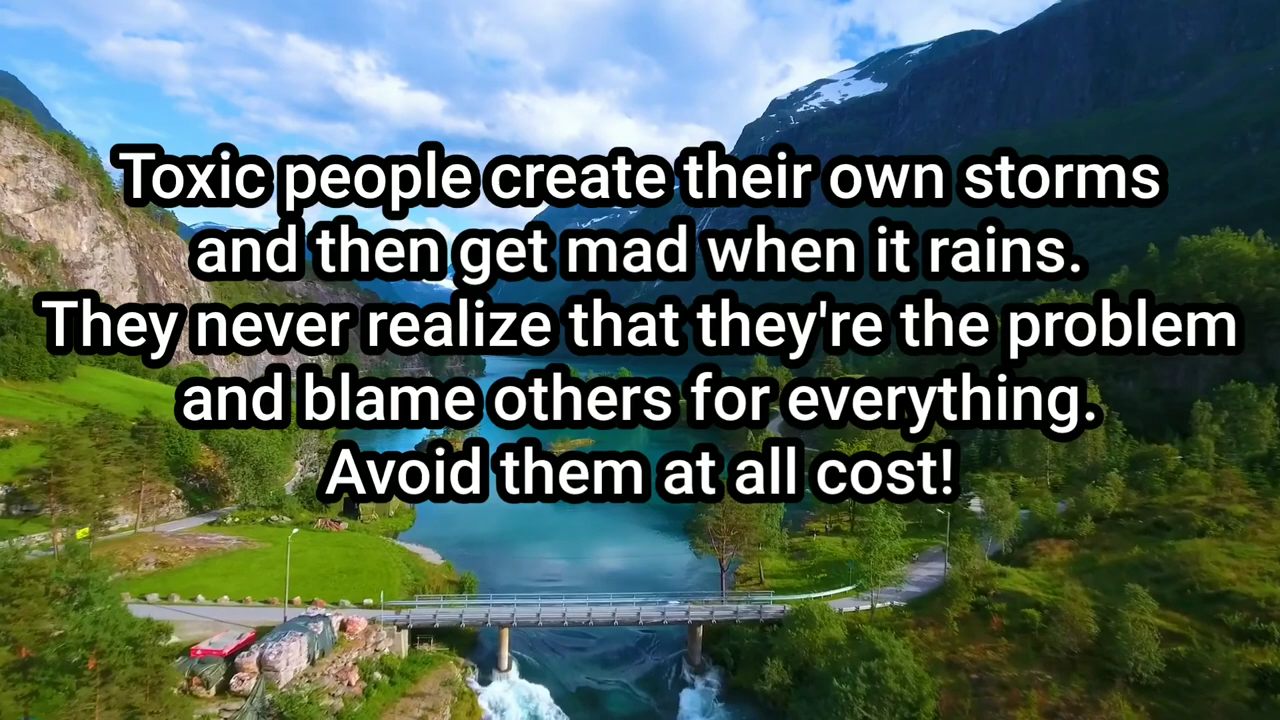 Toxic people create their own storms
and then get mad when it rains.
They never realize that they're the problem
and blame others for everything.
Avoid them at all cost!